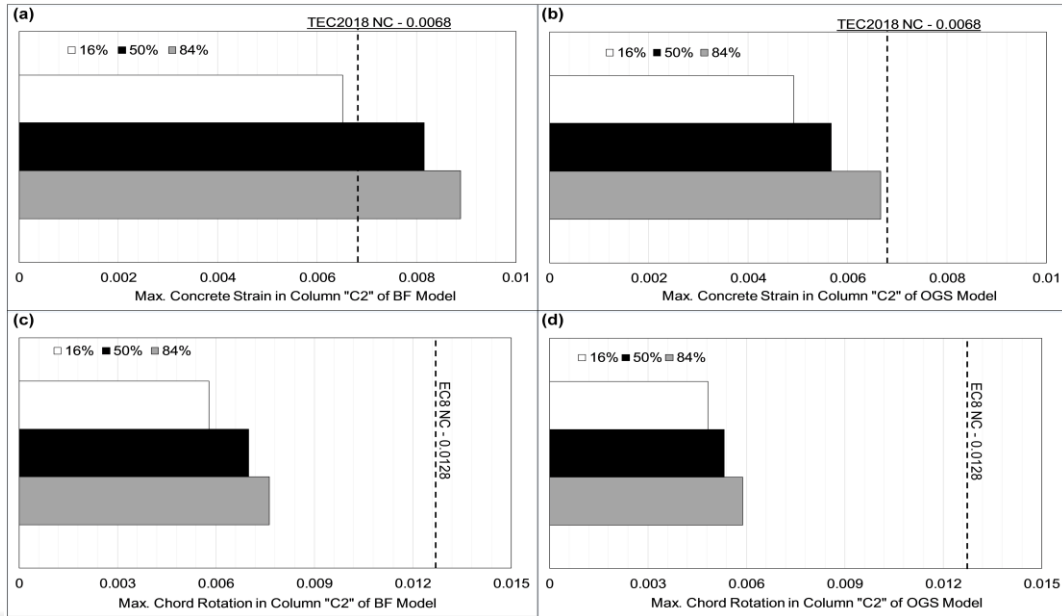 (a)
TEC2018 NC - 0.0068
16% 50% 84%
0 0.002 0.004 0.006 0.008 0.01
Max. Concrete Strain in Column "C2" of BF Model
(b)
TEC2018 NC - 0.0068
16% 50% 84%
0 0.002 0.004 0.006 0.008 0.01
Max. Concrete Strain in Column "C2" of OGS Model
(c)
16% 50% 84%
EC8 NC - 0.0128
0 0.003 0.006 0.009 0.012 0.015
Max. Chord Rotation in Column "C2" of BF Model
(d)
16% 50% 84%
EC8 NC - 0.0128
0 0.003 0.006 0.009 0.012 0.015
Max. Chord Rotation in Column "C2" of OGS Model